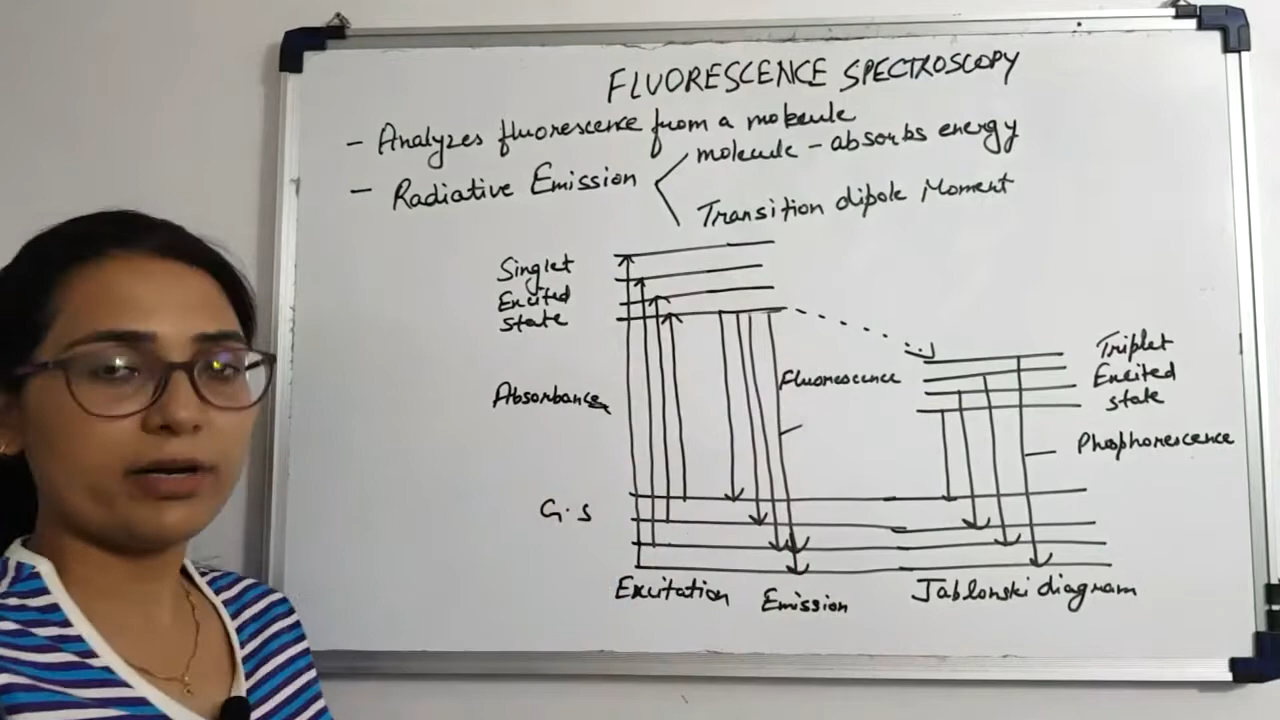 FLUORESCENCE SPECTROSCOPY
- Analyzes fluorescence from a molecule
- Radiative Emission
molecule - absorbs energy
Transition dipole Moment
Singlet
Excited
state
Absorbance
Fluorescence
Triplet
Excited
state
Phosphorescence
G.S
Excitation
Emission
Jablonski diagram